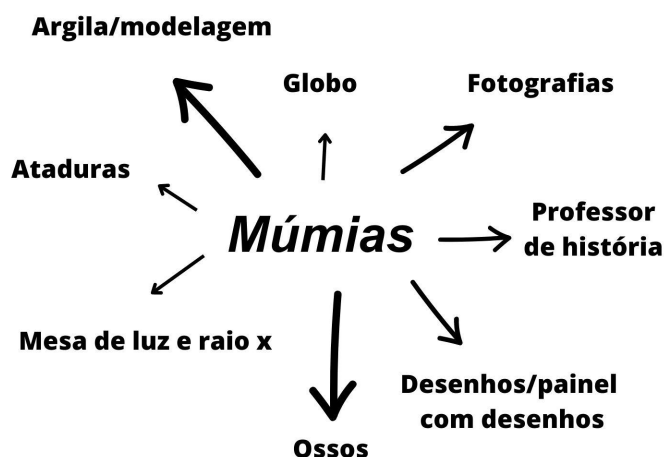 Argila/modelagem
Globo
Fotografias
Ataduras
Professor
de história
Múmias
Mesa de luz e raio x
Desenhos/painel
com desenhos
Ossos